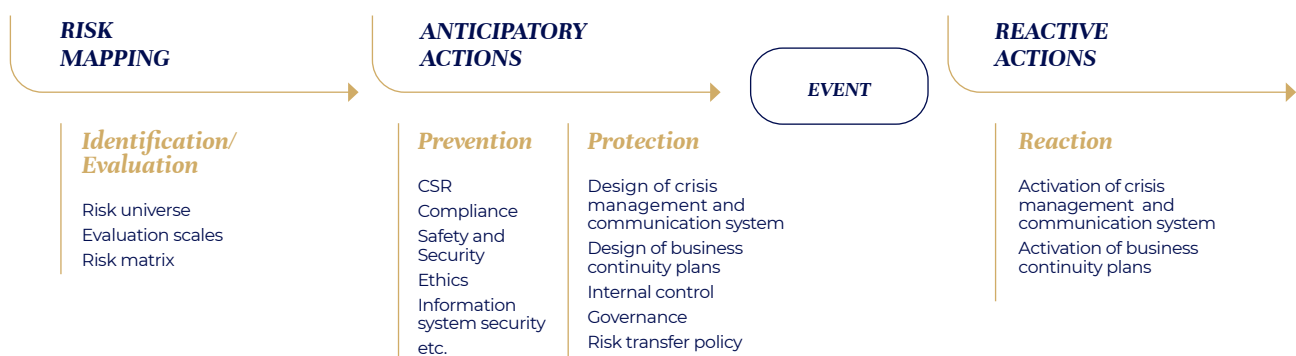 RISK
MAPPING
Identification/
Evaluation
Risk universe
Evaluation scales
Risk matrix
ANTICIPATORY
ACTIONS
Prevention
CSR
Compliance
Safety and
Security
Ethics
Information
system security
etc.
Protection
Design of crisis
management and
communication system
Design of business
continuity plans
Internal control
Governance
Risk transfer policy
EVENT
REACTIVE
ACTIONS
Reaction
Activation of crisis
management and
communication system
Activation of business
continuity plans